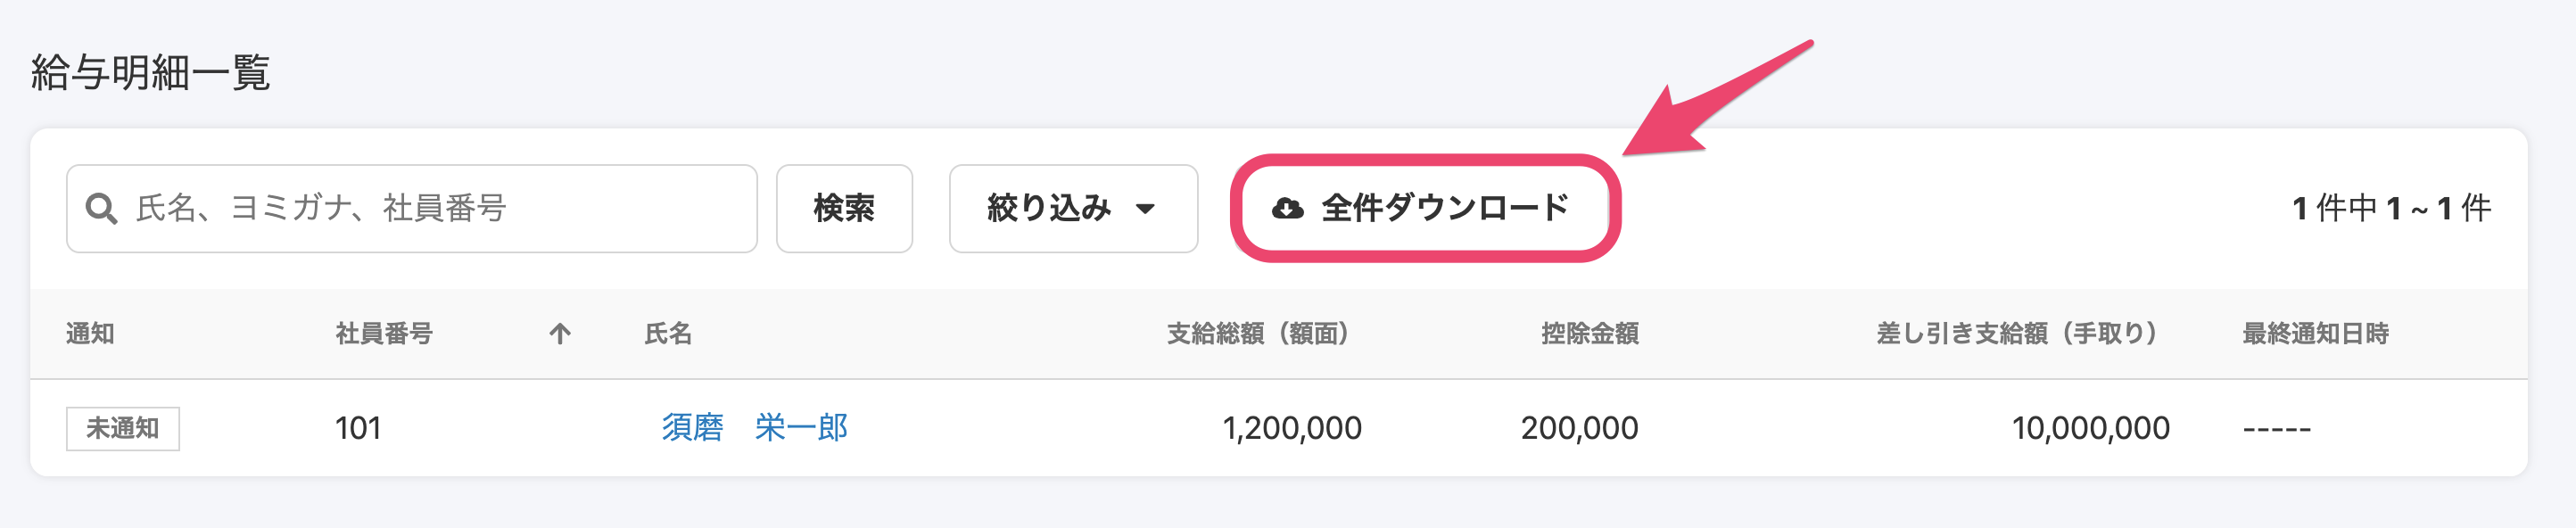 給与明細一覧
氏名、ヨミガナ、社員番号 検索 絞り込み 全件ダウンロード 1 件中 1 ~ 1 件
通知 社員番号 ↑ 氏名 支給総額（額面） 控除金額 差し引き支給額（手取り） 最終通知日時
未通知 101 須磨　栄一郎 1,200,000 200,000 10,000,000 -----